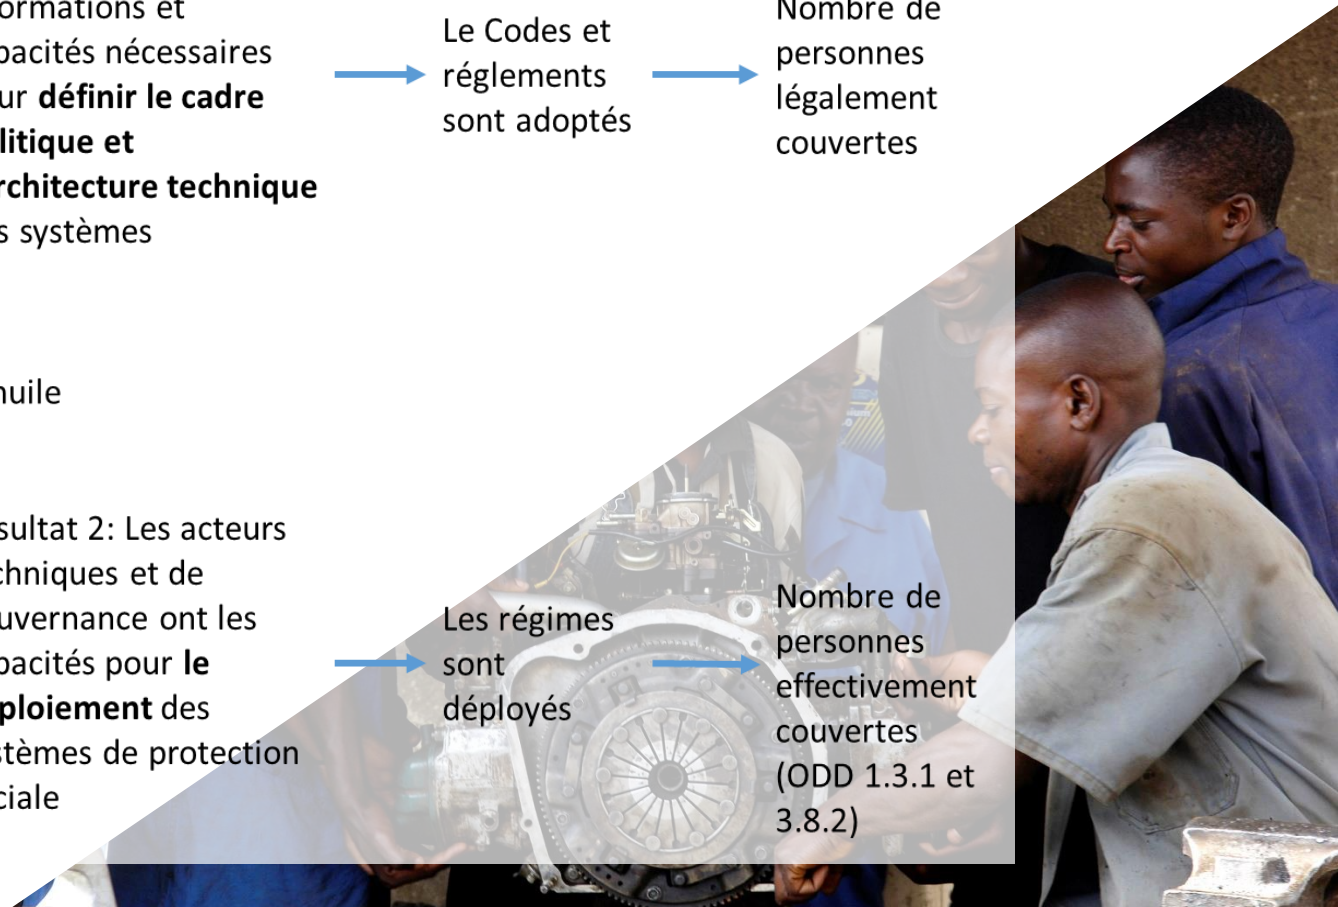 ormations et
pacités nécessaires
ur définir le cadre
litique et
rchitecture technique
s systèmes
Le Codes et
réglements
sont adoptés
Nombre de
personnes
légalement
couvertes
huile
sultat 2: Les acteurs
chniques et de
uvernance ont les
pacités pour le
ploiement des
stèmes de protection
ciale
Les régimes
sont
déployés
Nombre de
personnes
effectivement
couvertes
(ODD 1.3.1 et
3.8.2)